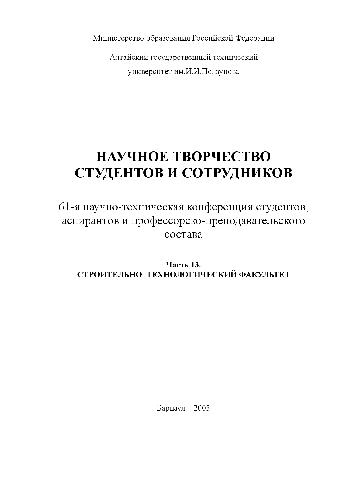 Министерство образования Российской Федерации
Алтайский государственный технический
университет им.И.И.Ползунова
НАУЧНОЕ ТВОРЧЕСТВО
СТУДЕНТОВ И СОТРУДНИКОВ
61-я научно-техническая конференция студентов,
аспирантов и профессорско-преподавательского
состава
Часть 13.
СТРОИТЕЛЬНО-ТЕХНОЛОГИЧЕСКИЙ ФАКУЛЬТЕТ
Барнаул